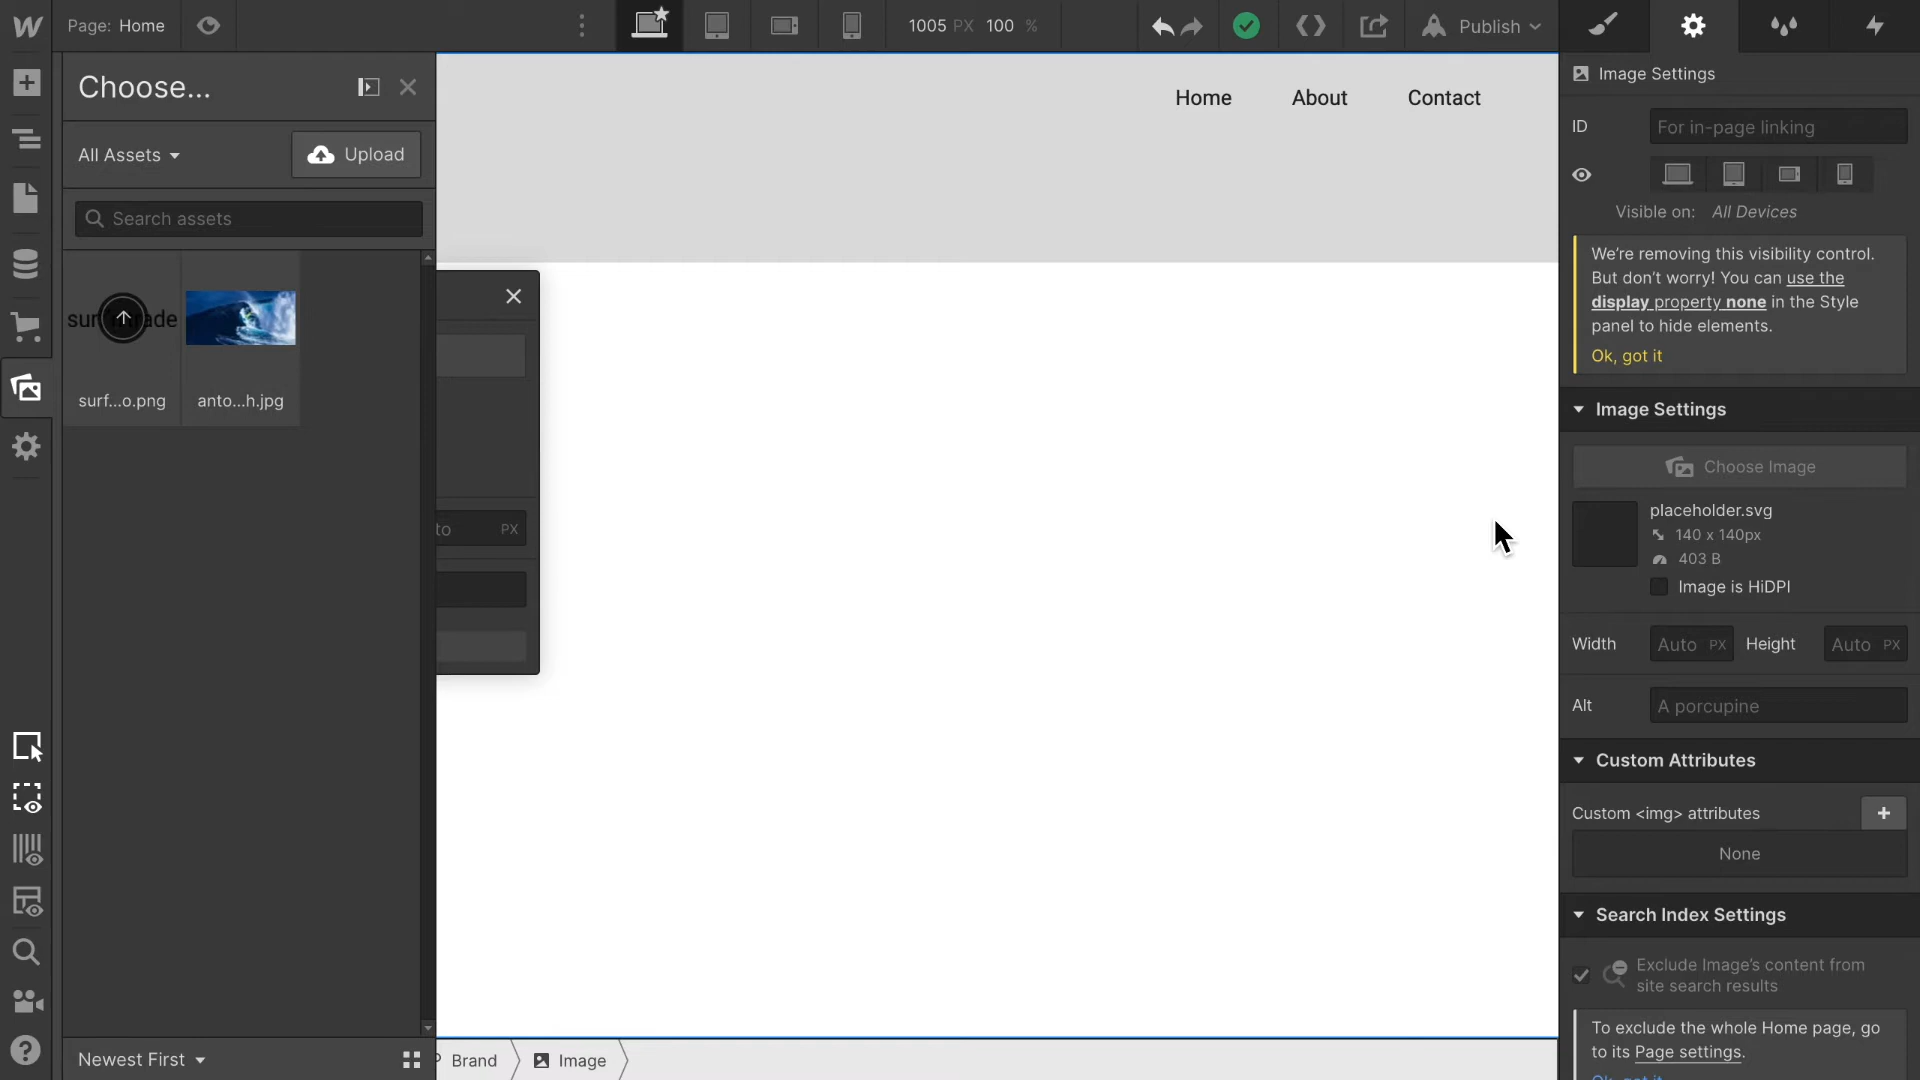 Page: Home
1005 PX 100 %
Publish
Choose...
All Assets
Upload
Search assets
surf...o.png
anto...h.jpg
Newest First
Home
About
Contact
to PX
Brand
Image
Image Settings
ID
For in-page linking
Visible on: All Devices
We're removing this visibility control.
But don't worry! You can use the
display property none in the Style
panel to hide elements.
Ok, got it
Image Settings
Choose Image
placeholder.svg
140 x 140px
403 B
Image is HiDPI
Width
Auto PX
Height
Auto PX
Alt
A porcupine
Custom Attributes
Custom <img> attributes
None
Search Index Settings
Exclude Image's content from
site search results
To exclude the whole Home page, go
to its Page settings.